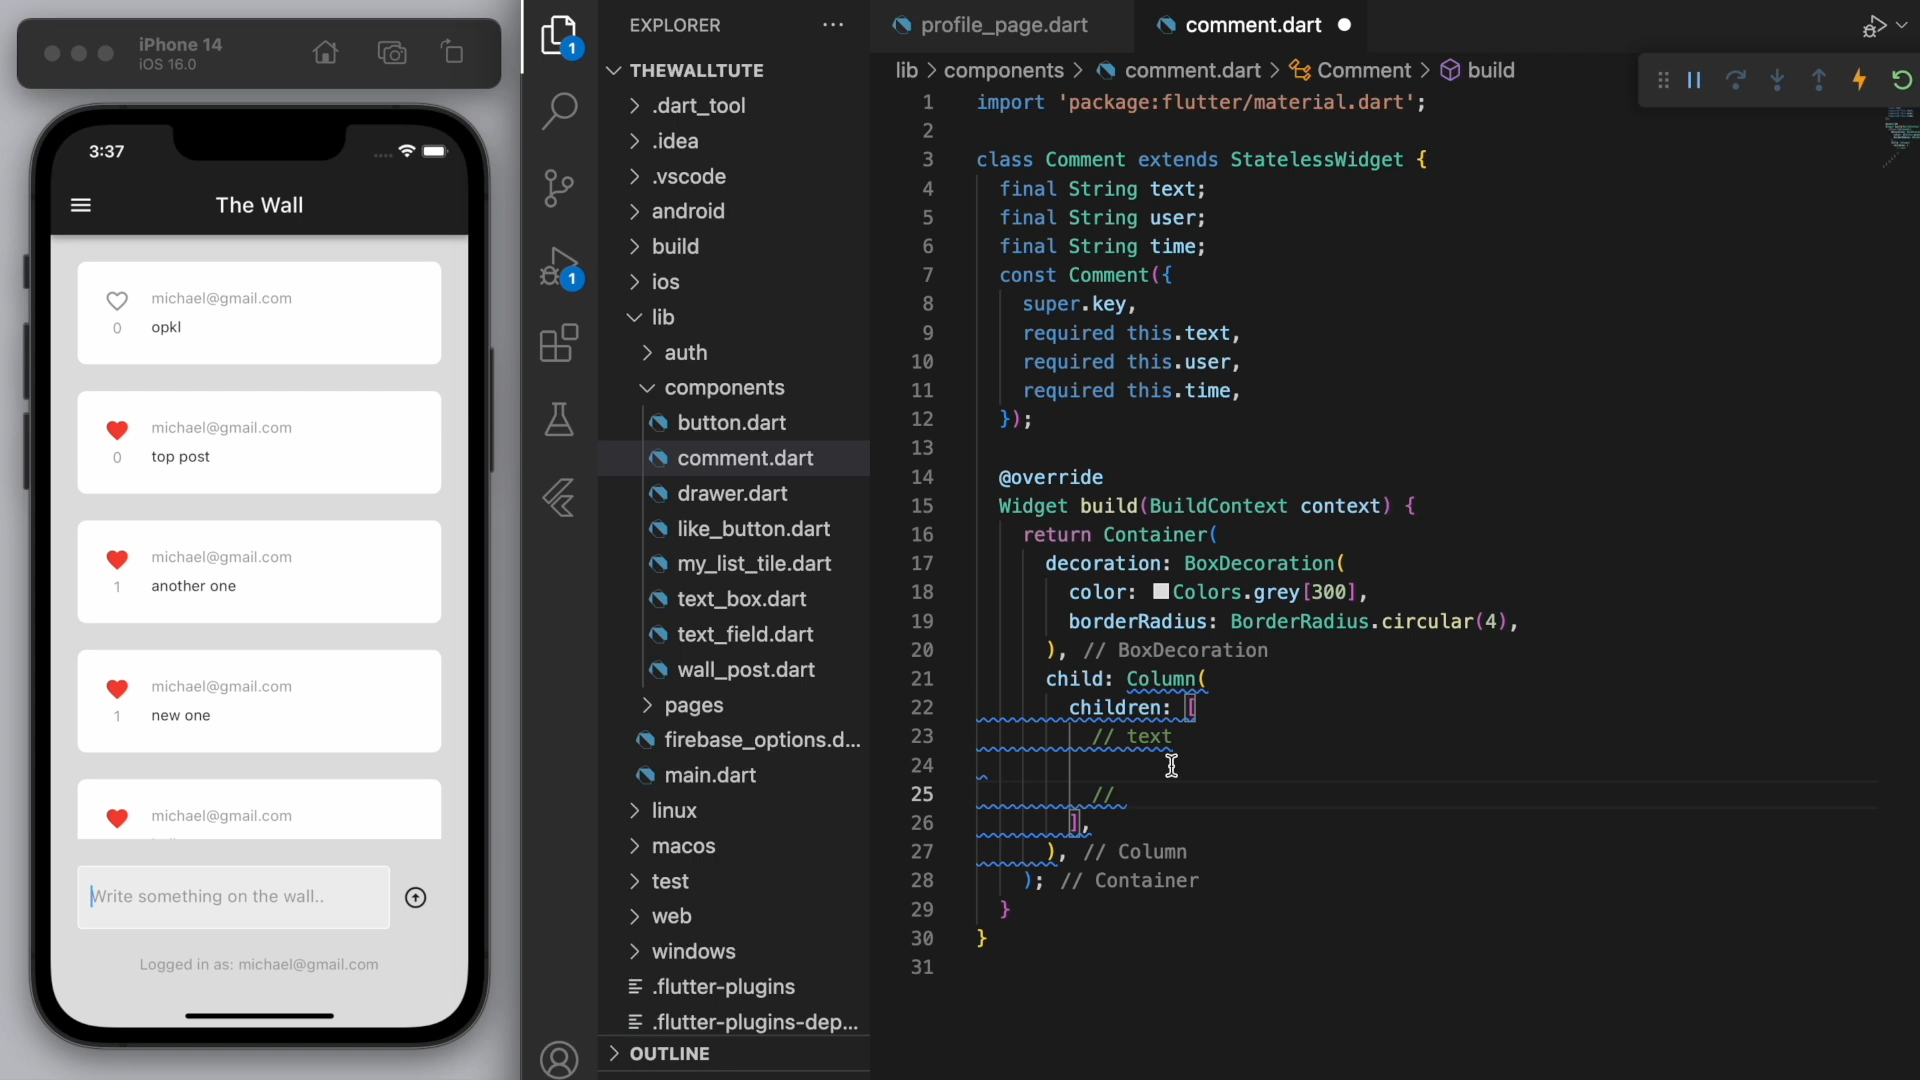 iPhone 14
iOS 16.0
3:37
The Wall
michael@gmail.com
0
opkl
michael@gmail.com
0
top post
michael@gmail.com
1
another one
michael@gmail.com
1
new one
michael@gmail.com
Write something on the wall..
Logged in as: michael@gmail.com
1
1
EXPLORER
THEWALLTUTE
.dart_tool
.idea
.vscode
android
build
ios
lib
auth
components
button.dart
comment.dart
drawer.dart
like_button.dart
my_list_tile.dart
text_box.dart
text_field.dart
wall_post.dart
pages
firebase_options.d...
main.dart
linux
macos
test
web
windows
.flutter-plugins
.flutter-plugins-dep...
OUTLINE
profile_page.dart
comment.dart
lib > components > comment.dart > Comment > build
1 import 'package:flutter/material.dart';
2
3 class Comment extends StatelessWidget {
4 final String text;
5 final String user;
6 final String time;
7 const Comment({
8 super.key,
9 required this.text,
10 required this.user,
11 required this.time,
12 });
13
14 @override
15 Widget build(BuildContext context) {
16 return Container(
17 decoration: BoxDecoration(
18 color: Colors.grey[300],
19 borderRadius: BorderRadius.circular(4),
20 ), // BoxDecoration
21 child: Column(
22 children: [
23 // text
24
25 //
26 ],
27 ), // Column
28 ); // Container
29 }
30 }
31